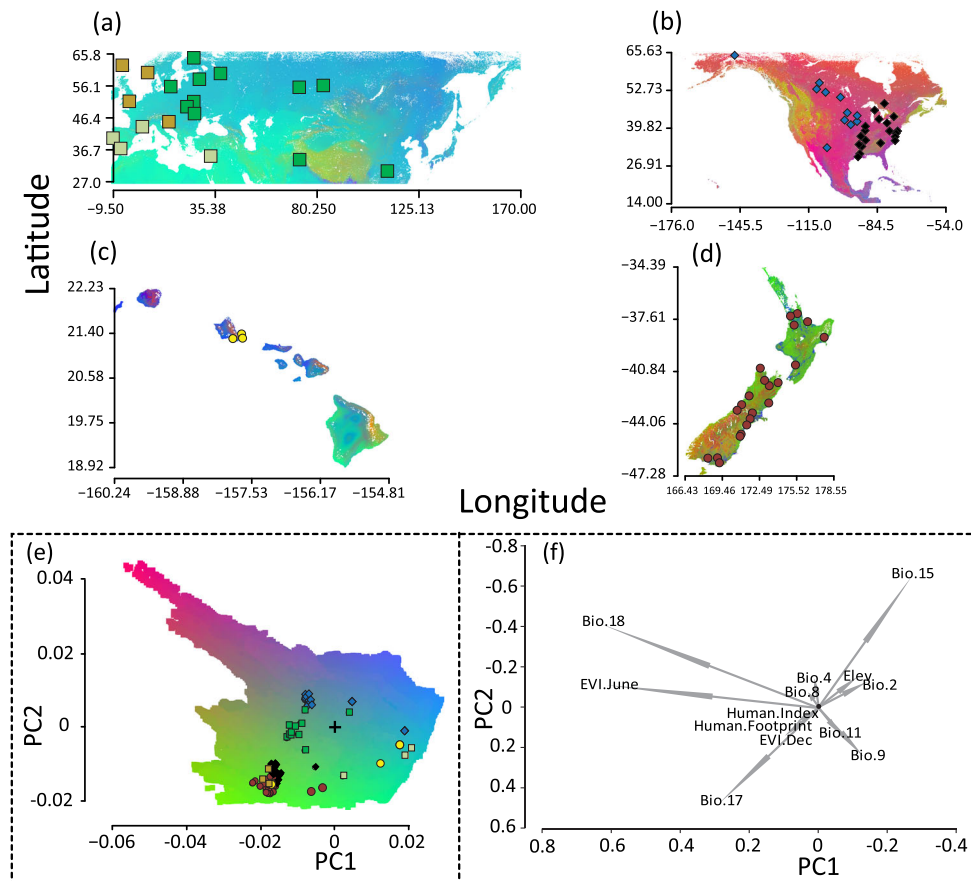 (a)
65.8
56.1
46.4
36.7
27.0
−9.50 35.38 80.250 125.13 170.00
(b)
65.63
52.73
39.82
26.91
14.00
−176.0 −145.5 −115.0 −84.5 −54.0
Latitude
(c)
22.23
21.40
20.58
19.75
18.92
−160.24 −158.88 −157.53 −156.17 −154.81
(d)
−34.39
−37.61
−40.84
−44.06
−47.28
166.43 169.46 172.49 175.52 178.55
Longitude
(e)
PC2
0.04
0.02
0
-0.02
−0.06 −0.04 −0.02 0 0.02
PC1
(f)
PC2
-0.8
-0.6
-0.4
-0.2
0
0.2
0.4
0.6
Bio.15
Bio.18
Bio.4
Elev
EVI.June
Bio.8
Bio.2
Human.Index
Human.Footprint
Bio.11
EVI.Dec
Bio.9
Bio.17
0.8 0.6 0.4 0.2 0 -0.2 -0.4
PC1